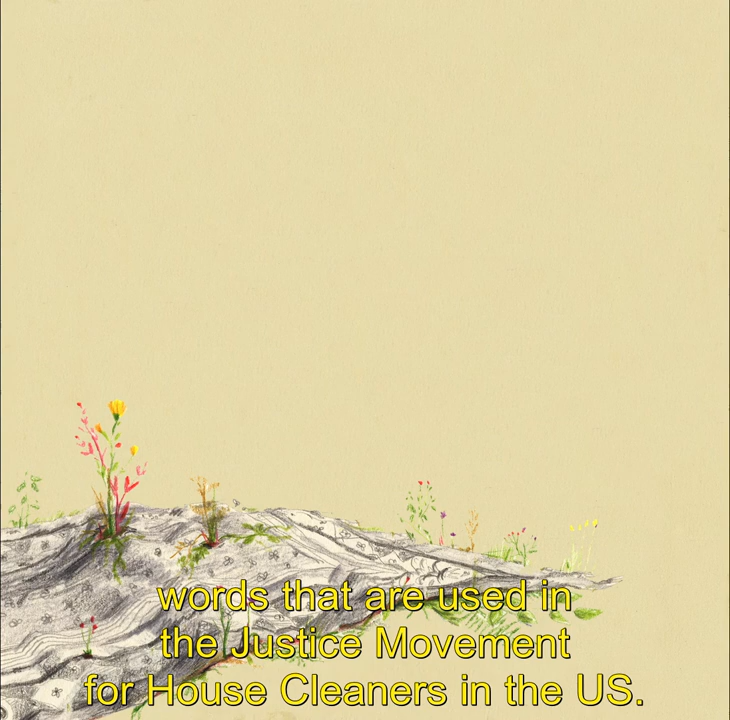 words that are used in
the Justice Movement
for House Cleaners in the US.